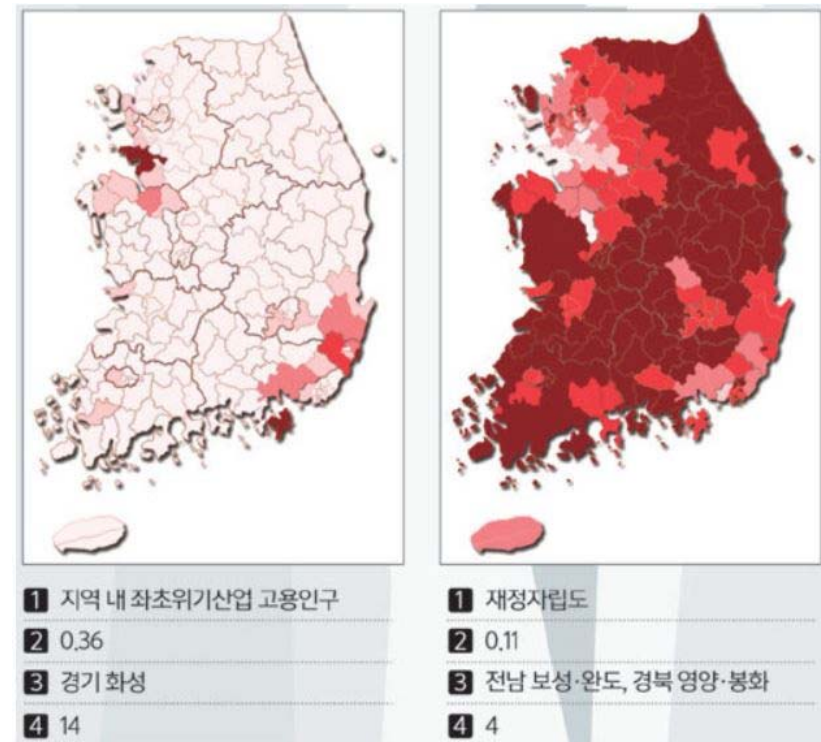 1 지역 내 좌초위기산업 고용인구
2 0.36
3 경기 화성
4 14
1 재정자립도
2 0.11
3 전남 보성·완도, 경북 영양·봉화
4 4